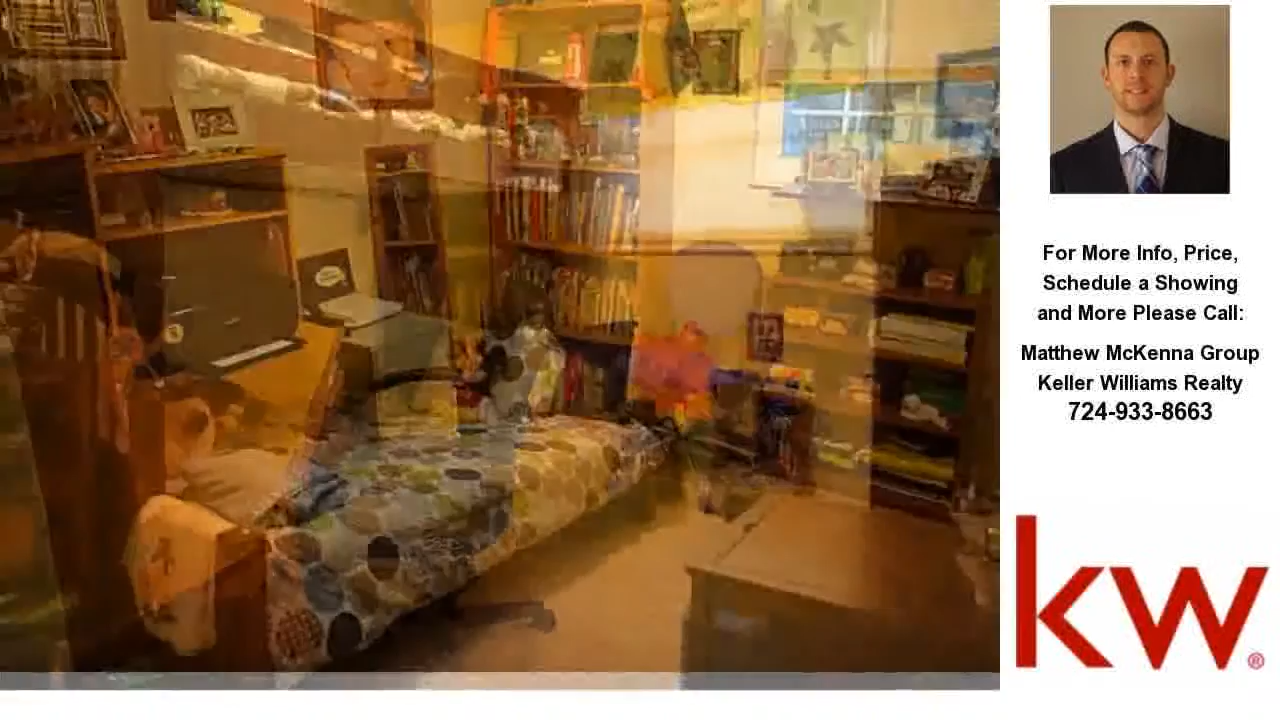 For More Info, Price,
Schedule a Showing
and More Please Call:
Matthew McKenna Group
Keller Williams Realty
724-933-8663
kw®